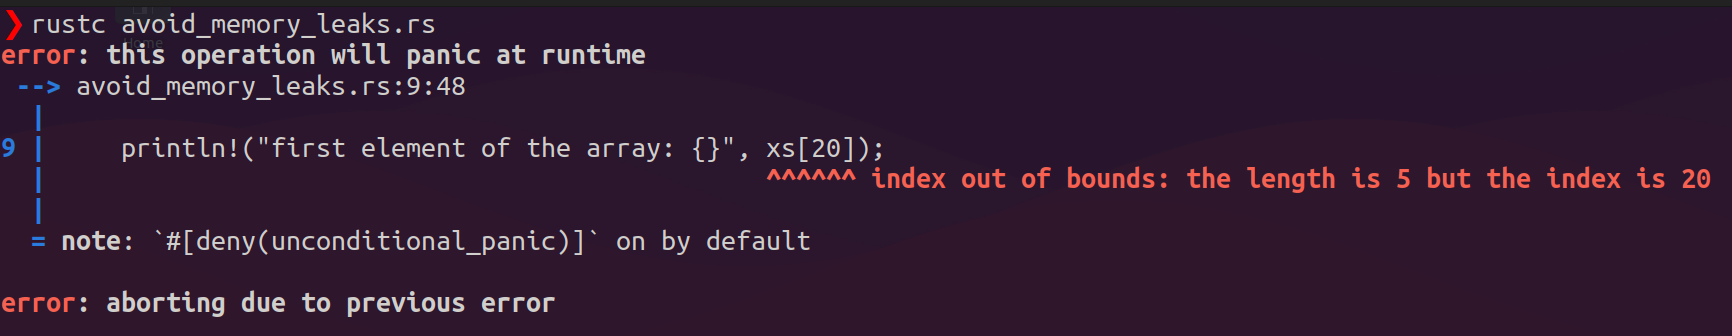 ❯ rustc avoid_memory_leaks.rs
Home
error: this operation will panic at runtime
 --> avoid_memory_leaks.rs:9:48
  |
9 |     println!("first element of the array: {}", xs[20]);
  |                                                ^^^^^^ index out of bounds: the length is 5 but the index is 20
  |
  = note: `#[deny(unconditional_panic)]` on by default

error: aborting due to previous error